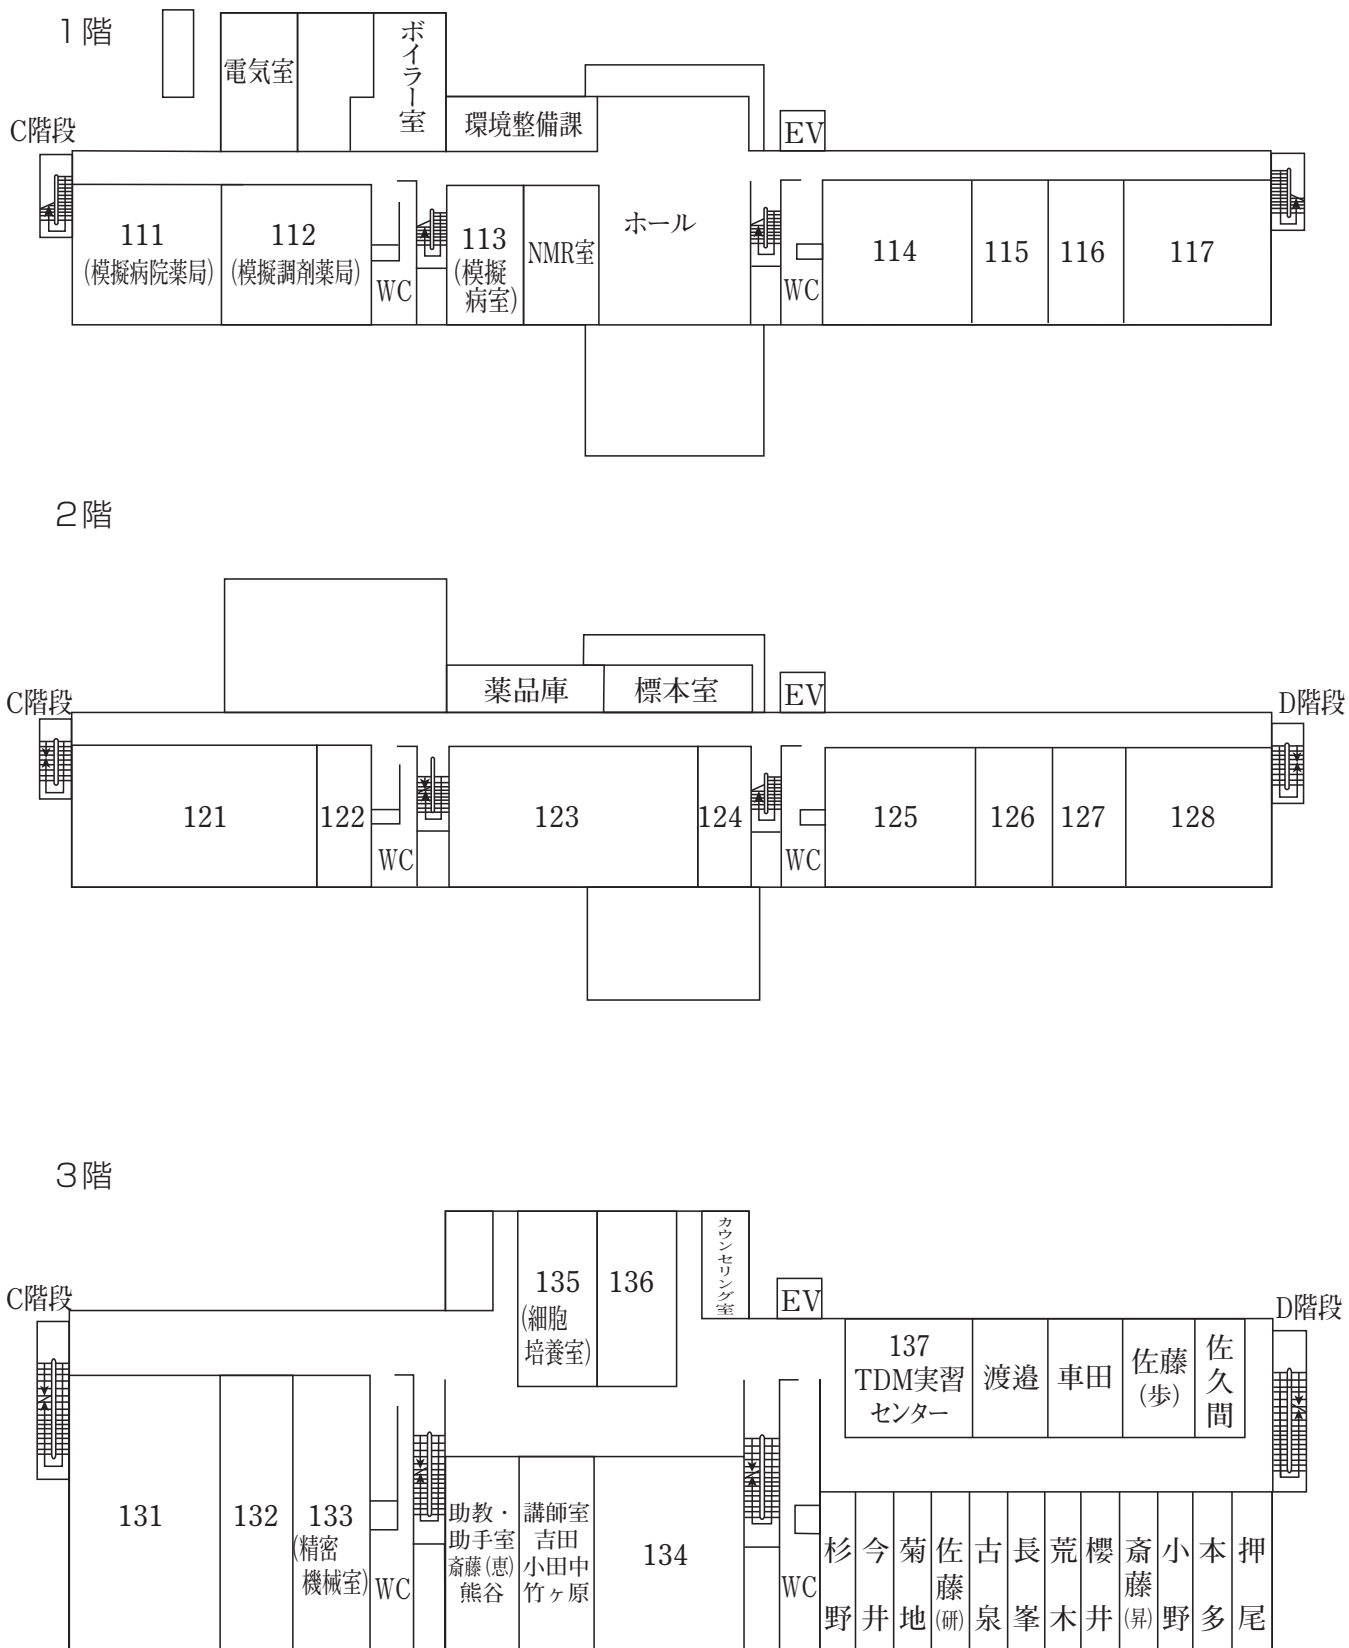 1階
電気室
ボイラー室
環境整備課
EV
C階段
111
(模擬病院薬局)
112
(模擬調剤薬局)
WC
113
(模擬
病室)
NMR室
ホール
WC
114
115
116
117
2階
薬品庫
標本室
EV
C階段
D階段
121
122
WC
123
124
WC
125
126
127
128
3階
135
(細胞
培養室)
136
カウンセリング室
EV
C階段
D階段
137
TDM実習
センター
渡邉
車田
佐藤
(歩)
佐久間
131
132
133
(精密
機械室)
WC
助教・
助手室
斎藤(恵)
熊谷
講師室
吉田
小田中
竹ヶ原
134
WC
杉野
今井
菊地
佐藤(研)
古泉
長峯
荒木
櫻井
斎藤(昇)
小野
本多
押尾